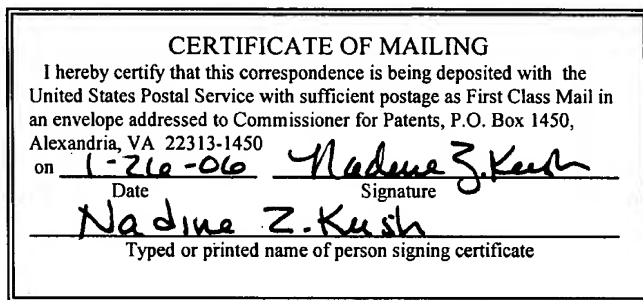 CERTIFICATE OF MAILING
I hereby certify that this correspondence is being deposited with the
United States Postal Service with sufficient postage as First Class Mail in
an envelope addressed to Commissioner for Patents, P.O. Box 1450,
Alexandria, VA 22313-1450
on 1-26-06 Nadine Z. Kush
Date Signature
Nadine Z. Kush
Typed or printed name of person signing certificate